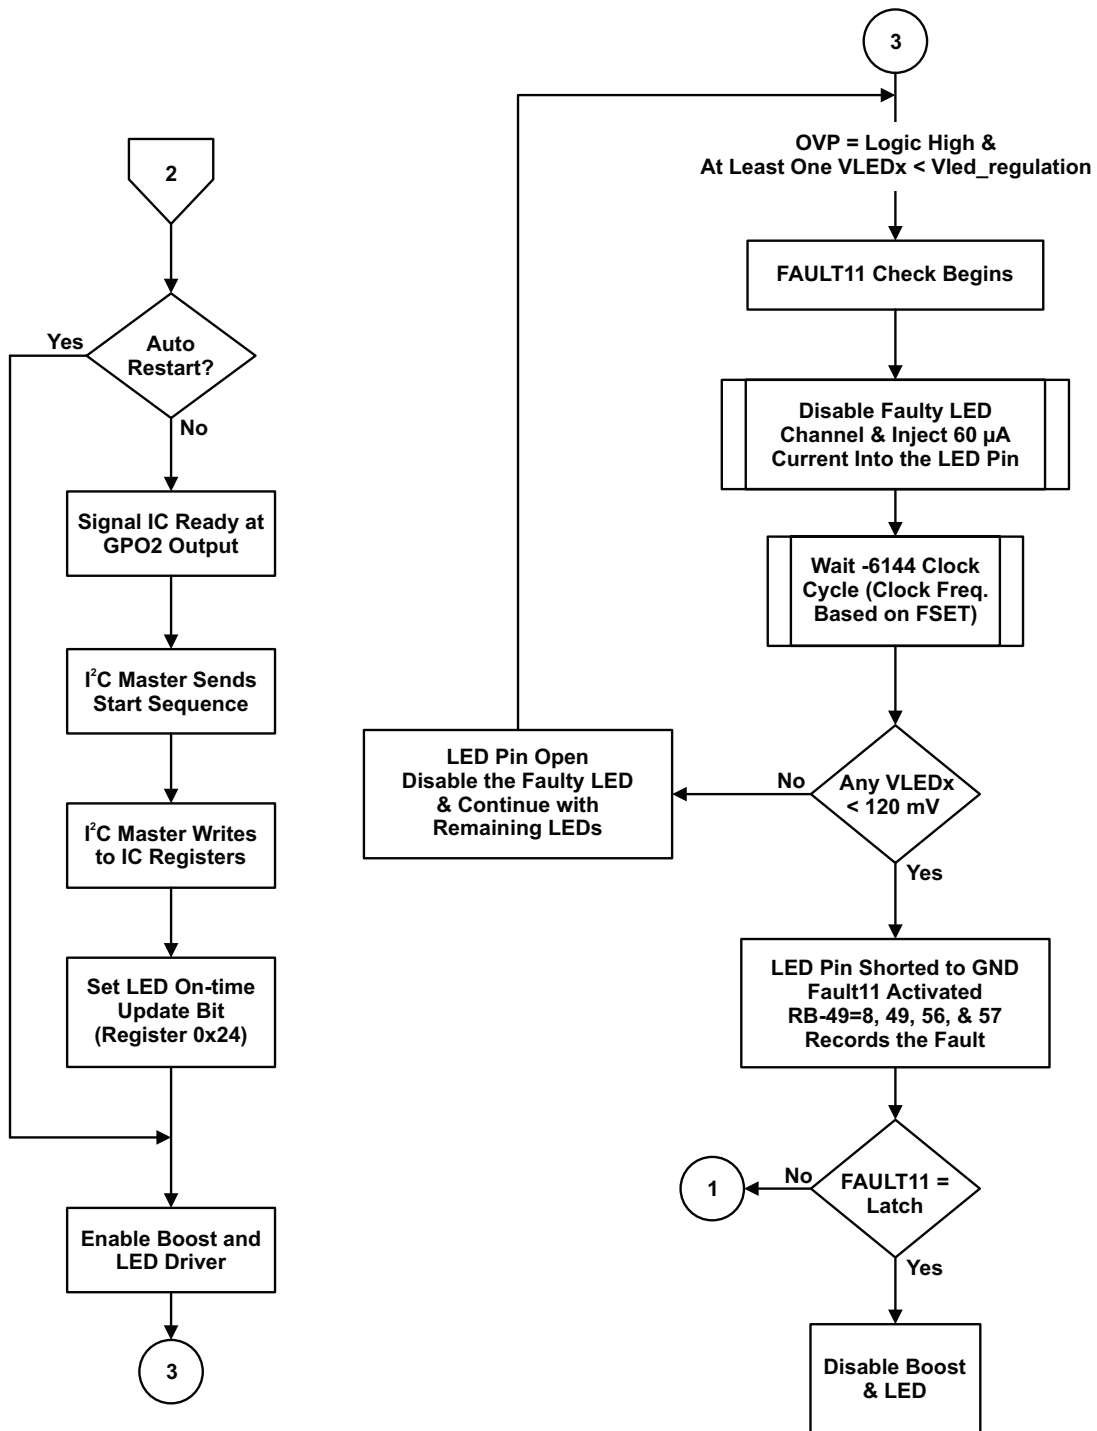 2
Auto
Restart?
Yes
No
Signal IC Ready at
GPO2 Output
I²C Master Sends
Start Sequence
I²C Master Writes
to IC Registers
Set LED On-time
Update Bit
(Register 0x24)
Enable Boost and
LED Driver
3
3
OVP = Logic High &
At Least One VLEDx < Vled_regulation
FAULT11 Check Begins
Disable Faulty LED
Channel & Inject 60 µA
Current Into the LED Pin
Wait -6144 Clock
Cycle (Clock Freq.
Based on FSET)
Any VLEDx
< 120 mV
No
LED Pin Open
Disable the Faulty LED
& Continue with
Remaining LEDs
Yes
LED Pin Shorted to GND
Fault11 Activated
RB-49=8, 49, 56, & 57
Records the Fault
FAULT11 =
Latch
No
1
Yes
Disable Boost
& LED